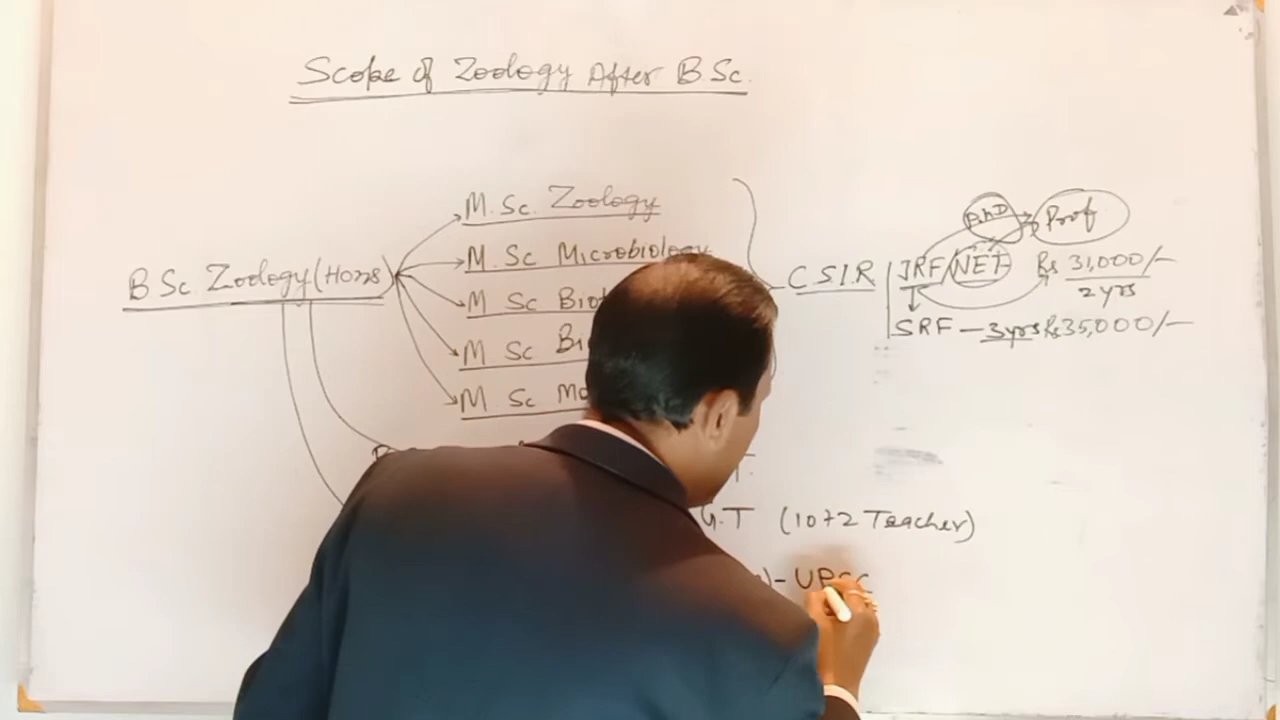 Scope of Zoology After B Sc.
PhD Prof
M. Sc. Zoology
M. Sc Microbiology
B Sc Zoology (Hons)
C S I R
JRF/NET Rs 31,000/-
2 yrs
M Sc
SRF - 3yrs Rs 35,000/-
M Sc
M Sc
G.T (10+2 Teacher)
- UPSC